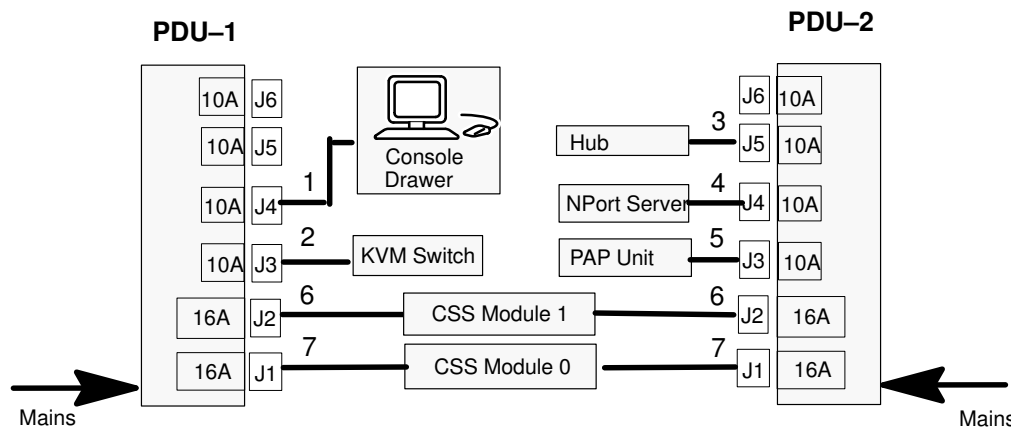 PDU–1
PDU–2
10A J6
J6 10A
Console
Drawer
10A J5
Hub 3 J5 10A
10A J4 1
NPort Server 4 J4 10A
10A J3 2 KVM Switch
PAP Unit 5 J3 10A
16A J2 6 CSS Module 1 6 J2 16A
16A J1 7 CSS Module 0 7 J1 16A
Mains
Mains